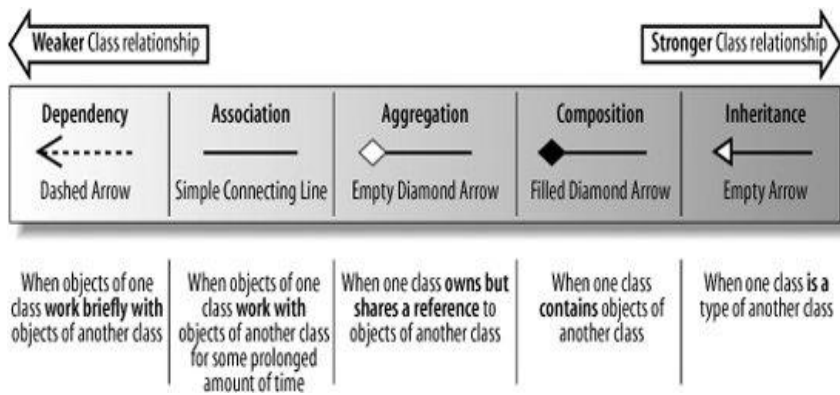 Weaker Class relationship
Stronger Class relationship
Dependency
Dashed Arrow
Association
Simple Connecting Line
Aggregation
Empty Diamond Arrow
Composition
Filled Diamond Arrow
Inheritance
Empty Arrow
When objects of one
class work briefly with
objects of another class
When objects of one
class work with
objects of another class
for some prolonged
amount of time
When one class owns but
shares a reference to
objects of another class
When one class
contains objects of
another class
When one class is a
type of another class